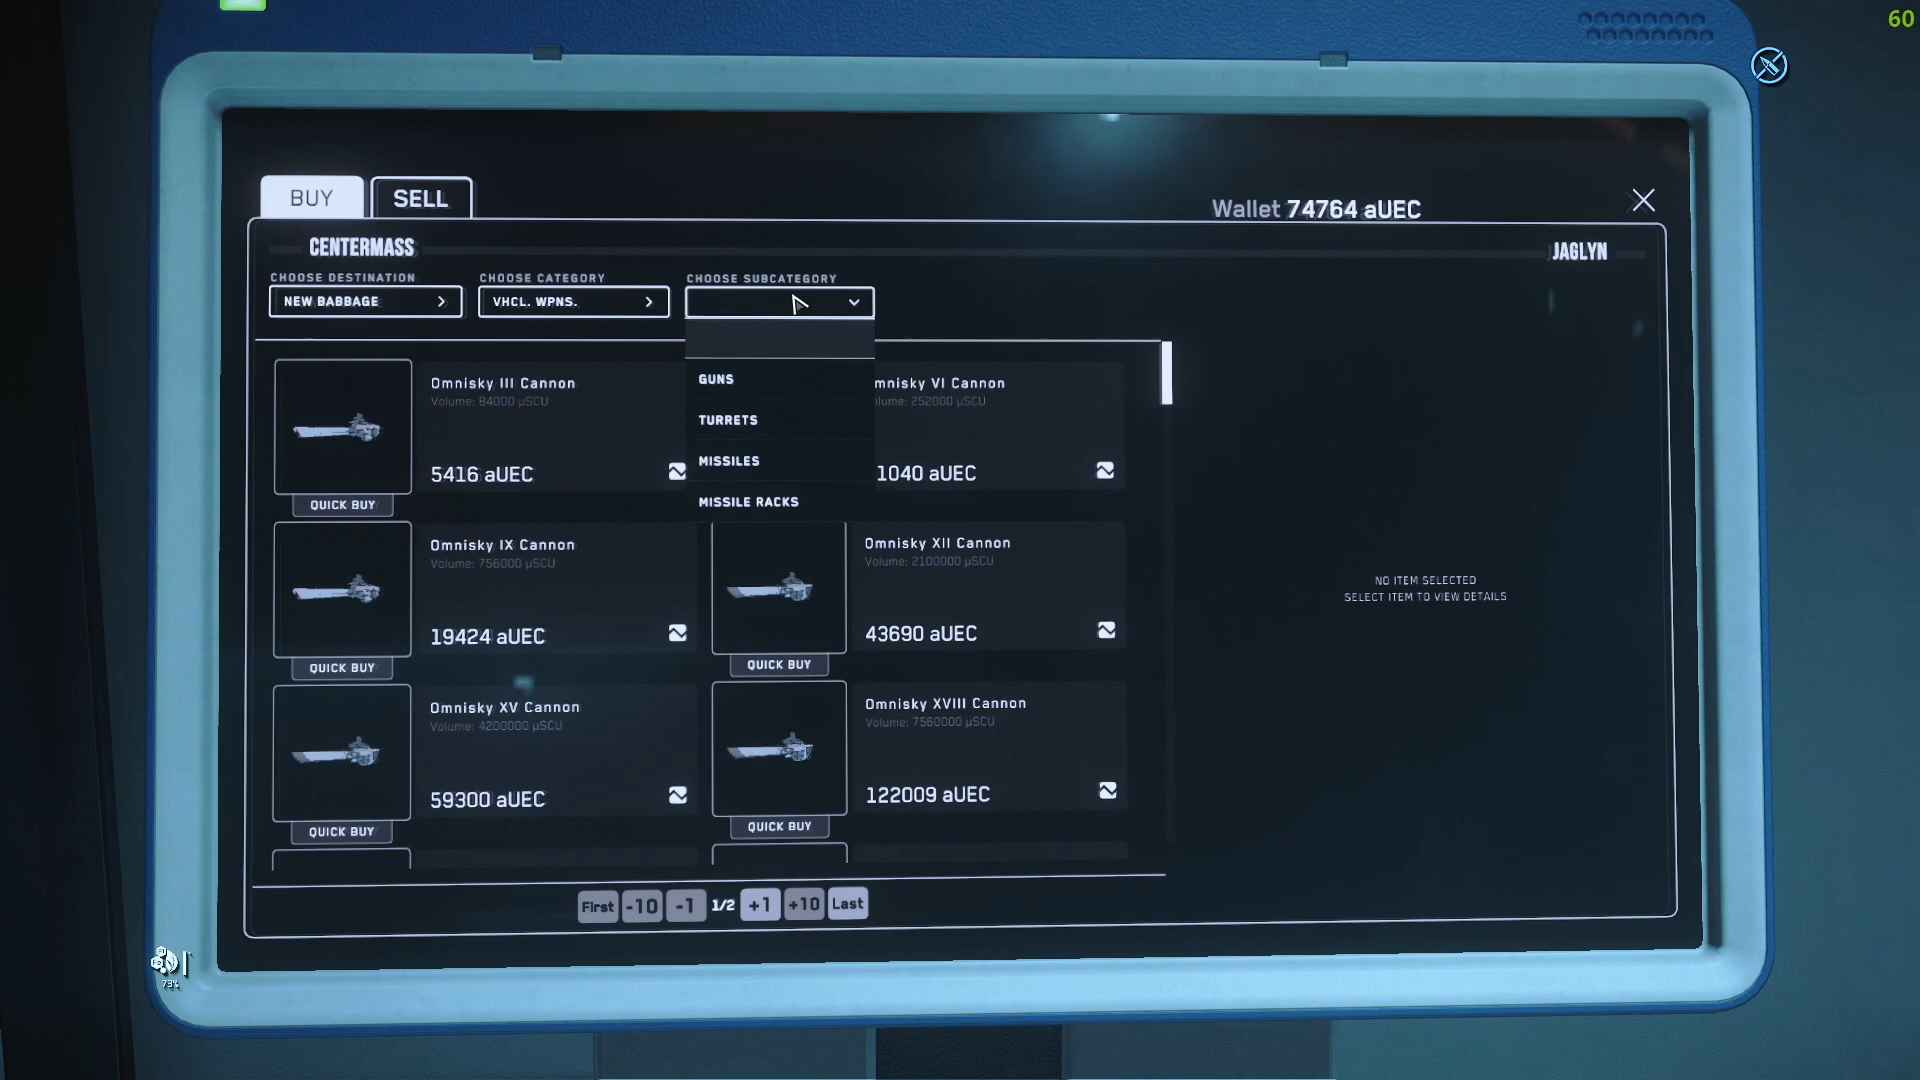 60
BUY
SELL
Wallet 74764 aUEC
CENTERMASS
JAGLYN
CHOOSE DESTINATION
CHOOSE CATEGORY
CHOOSE SUBCATEGORY
NEW BABBAGE
VHCL. WPNS.
GUNS
TURRETS
MISSILES
MISSILE RACKS
Omnisky III Cannon
Volume: 84000 µSCU
5416 aUEC
QUICK BUY
mnisky VI Cannon
lume: 252000 µSCU
1040 aUEC
Omnisky IX Cannon
Volume: 756000 µSCU
19424 aUEC
QUICK BUY
Omnisky XII Cannon
Volume: 2100000 µSCU
43690 aUEC
QUICK BUY
Omnisky XV Cannon
Volume: 4200000 µSCU
59300 aUEC
QUICK BUY
Omnisky XVIII Cannon
Volume: 7560000 µSCU
122009 aUEC
QUICK BUY
NO ITEM SELECTED
SELECT ITEM TO VIEW DETAILS
First -10 -1 1/2 +1 +10 Last
73%